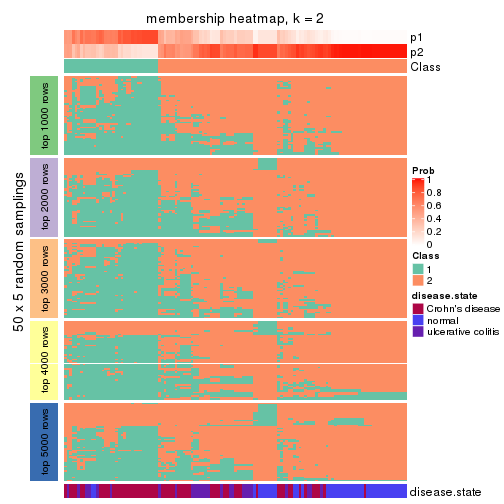 membership heatmap, k = 2
p1
p2
Class
50 x 5 random samplings
top 1000 rows
top 2000 rows
top 3000 rows
top 4000 rows
top 5000 rows
Prob
1
0.8
0.6
0.4
0.2
0
Class
1
2
disease.state
Crohn's disease
normal
ulcerative colitis
disease.state